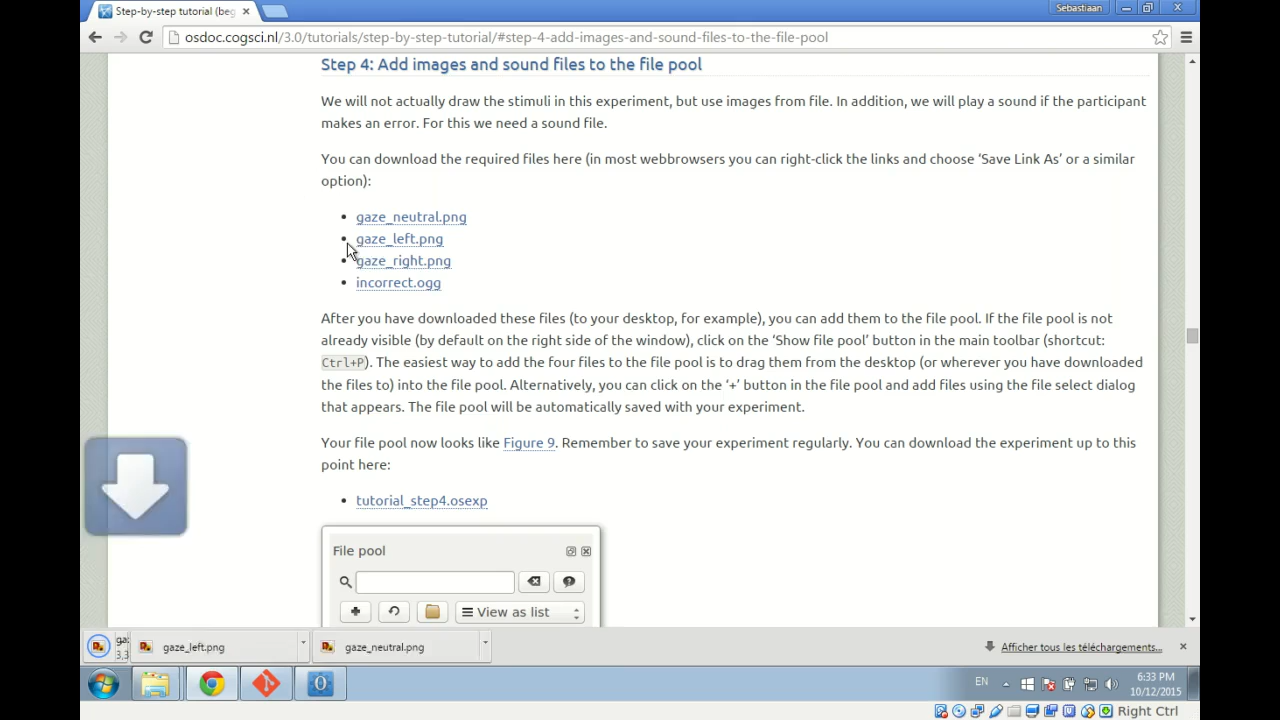 Step-by-step tutorial (beg
Sebastiaan
osdoc.cogsci.nl/3.0/tutorials/step-by-step-tutorial/#step-4-add-images-and-sound-files-to-the-file-pool
Step 4: Add images and sound files to the file pool
We will not actually draw the stimuli in this experiment, but use images from file. In addition, we will play a sound if the participant
makes an error. For this we need a sound file.
You can download the required files here (in most webbrowsers you can right-click the links and choose ‘Save Link As’ or a similar
option):
gaze_neutral.png
gaze_left.png
gaze_right.png
incorrect.ogg
After you have downloaded these files (to your desktop, for example), you can add them to the file pool. If the file pool is not
already visible (by default on the right side of the window), click on the ‘Show file pool’ button in the main toolbar (shortcut:
Ctrl+P). The easiest way to add the four files to the file pool is to drag them from the desktop (or wherever you have downloaded
the files to) into the file pool. Alternatively, you can click on the ‘+’ button in the file pool and add files using the file select dialog
that appears. The file pool will be automatically saved with your experiment.
Your file pool now looks like Figure 9. Remember to save your experiment regularly. You can download the experiment up to this
point here:
tutorial_step4.osexp
File pool
View as list
ga
3,3
gaze_left.png
gaze_neutral.png
Afficher tous les téléchargements...
EN
6:33 PM
10/12/2015
Right Ctrl